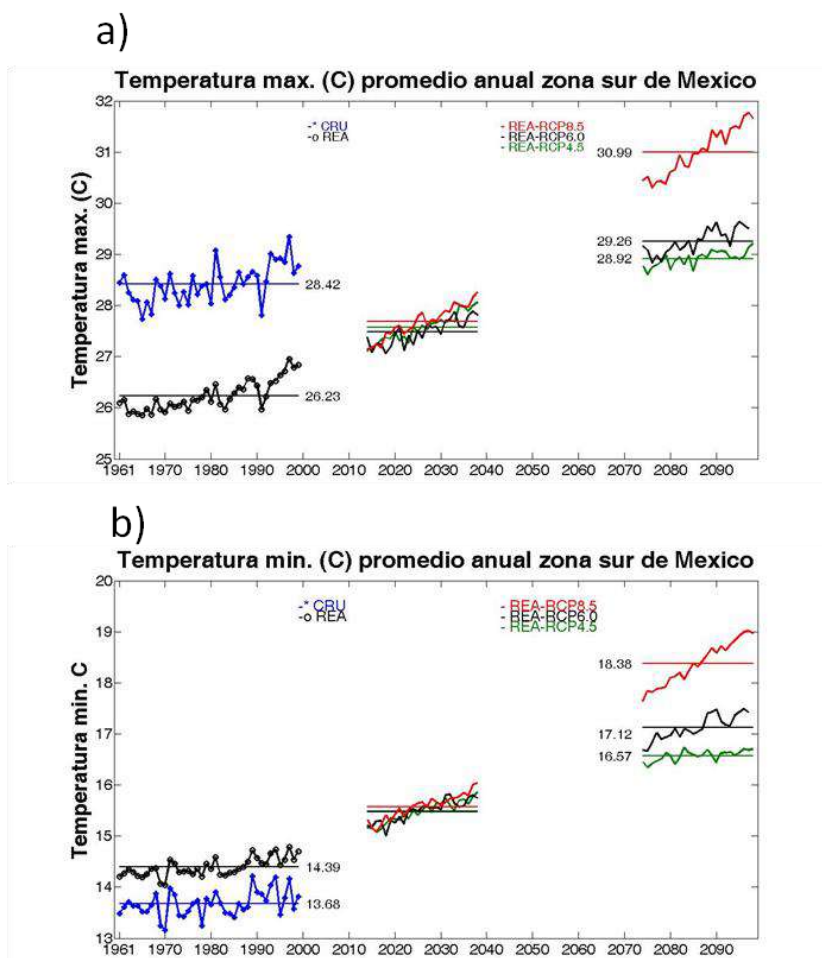 a)
Temperatura max. (C) promedio anual zona sur de Mexico
Temperatura max. (C)
32
31
30
29
28
27
26
25
-* CRU
-o REA
- REA-RCP8.5
- REA-RCP6.0
- REA-RCP4.5
30.99
29.26
28.92
28.42
26.23
1961 1970 1980 1990 2000 2010 2020 2030 2040 2050 2060 2070 2080 2090
b)
Temperatura min. (C) promedio anual zona sur de Mexico
Temperatura min. C
20
19
18
17
16
15
14
13
-* CRU
-o REA
- REA-RCP8.5
- REA-RCP6.0
- REA-RCP4.5
18.38
17.12
16.57
14.39
13.68
1961 1970 1980 1990 2000 2010 2020 2030 2040 2050 2060 2070 2080 2090